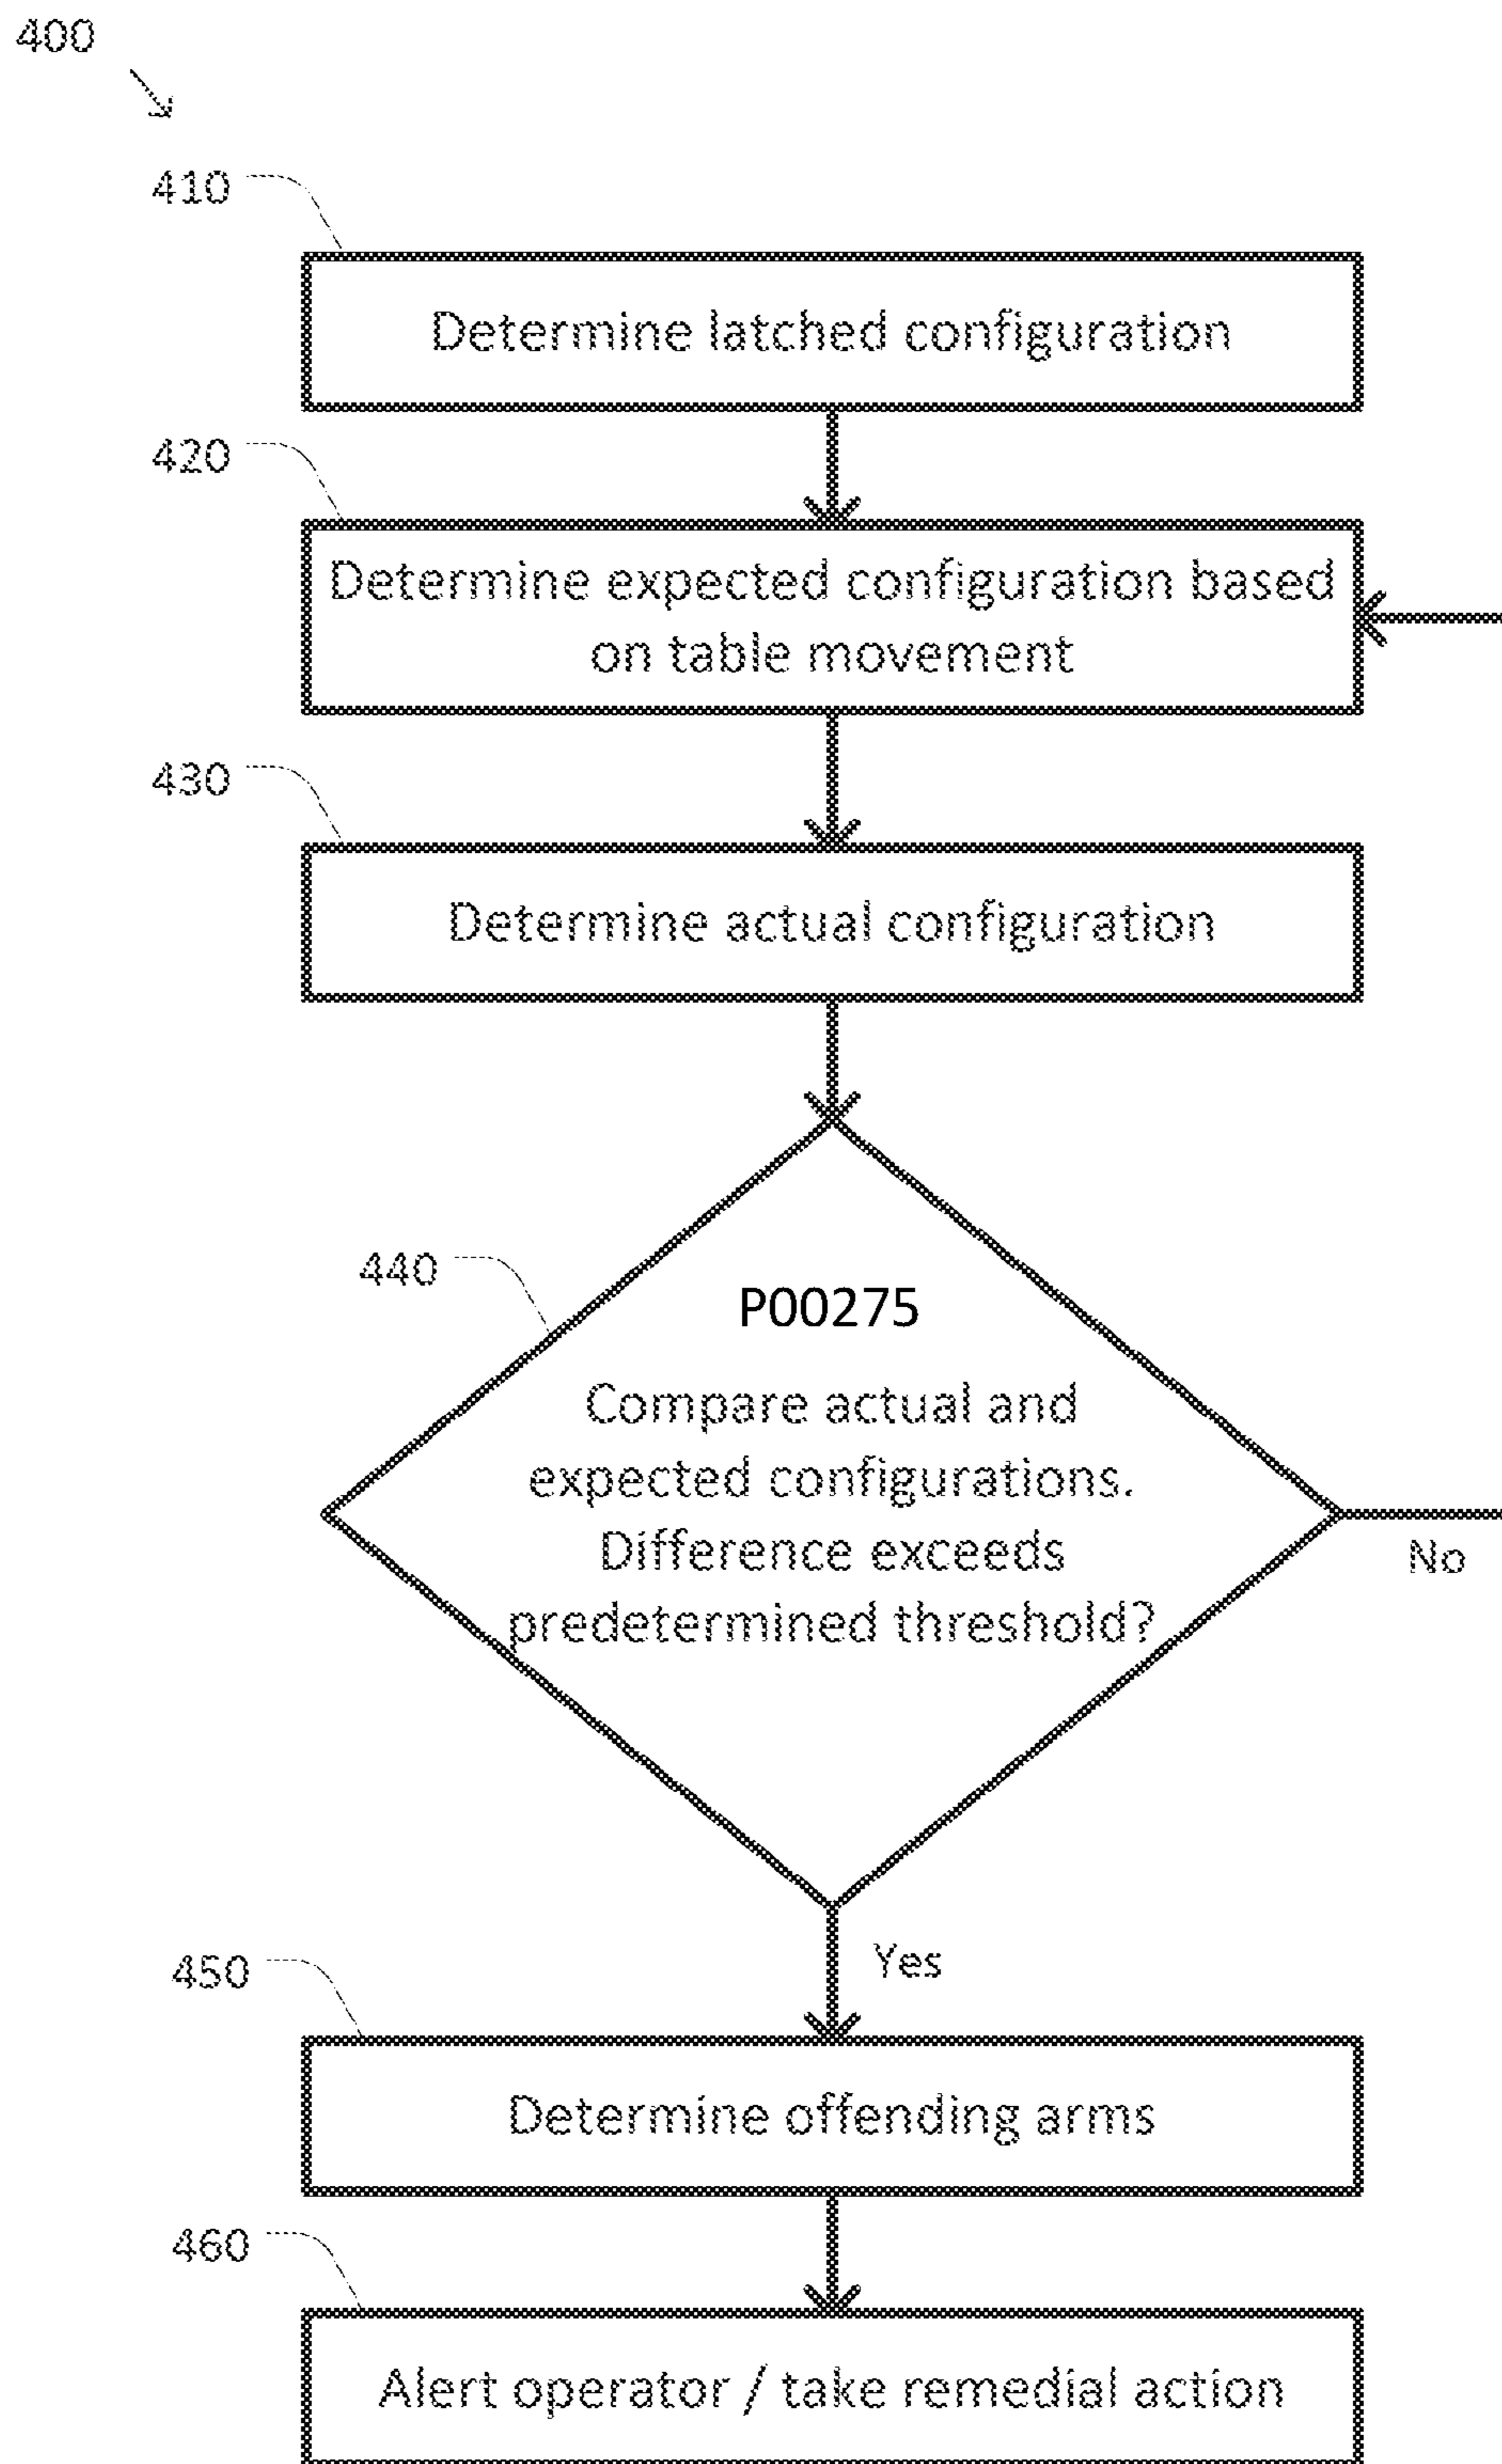 400
410
Determine latched configuration
420
Determine expected configuration based
on table movement
430
Determine actual configuration
440
P00275
Compare actual and
expected configurations.
Difference exceeds
predetermined threshold?
No
Yes
450
Determine offending arms
460
Alert operator / take remedial action